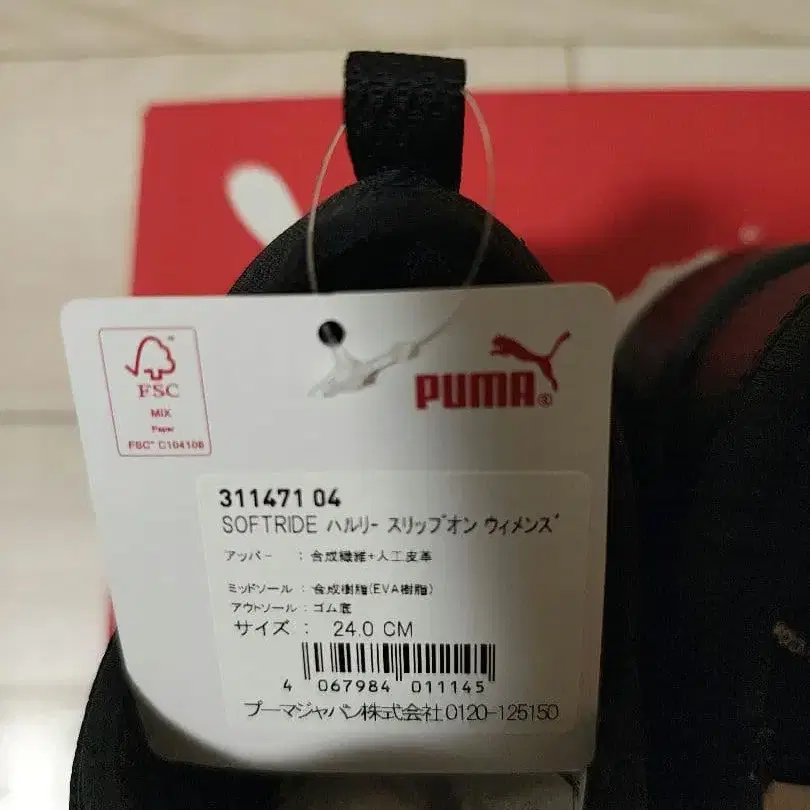 FSC
MIX
Paper
FSC™ C104106
PUMA®
311471 04
SOFTRIDE ハルリー スリップオン ウィメンズ
アッパー : 合成繊維+人工皮革
ミッドソール : 合成樹脂(EVA樹脂)
アウトソール : ゴム底
サイズ : 24.0 CM
4 067984 011145
プーマジャパン株式会社 0120-125150